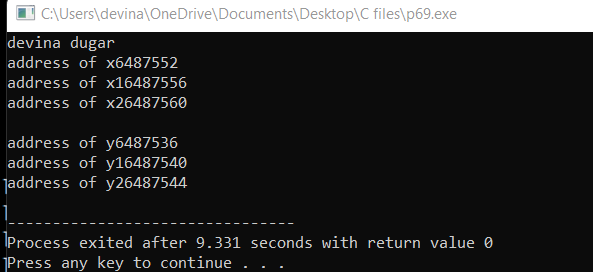 C:\Users\devina\OneDrive\Documents\Desktop\C files\p69.exe
devina dugar
address of x6487552
address of x16487556
address of x26487560
address of y6487536
address of y16487540
address of y26487544
--------------------------------
Process exited after 9.331 seconds with return value 0
Press any key to continue . . .